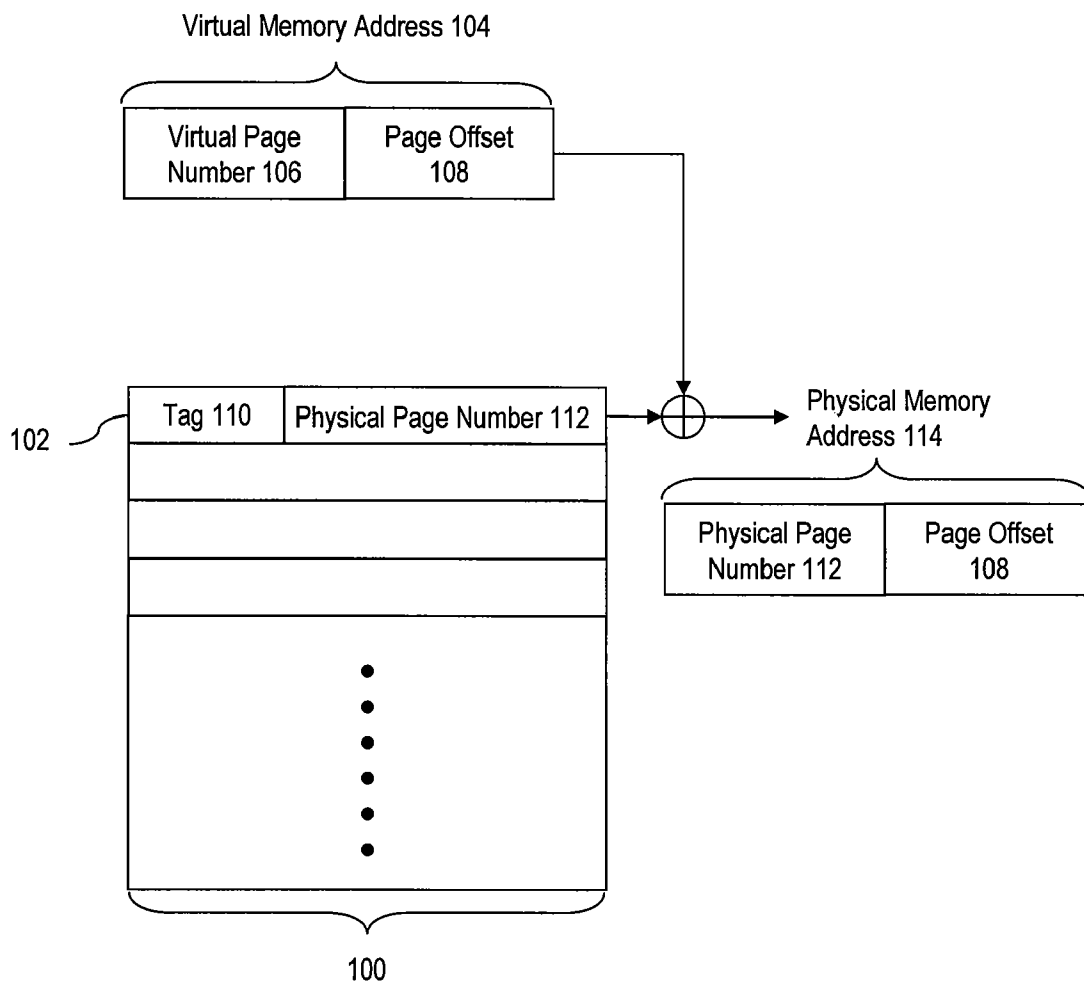 Virtual Memory Address 104
Virtual Page
Number 106
Page Offset
108
102
Tag 110
Physical Page Number 112
Physical Memory
Address 114
Physical Page
Number 112
Page Offset
108
100